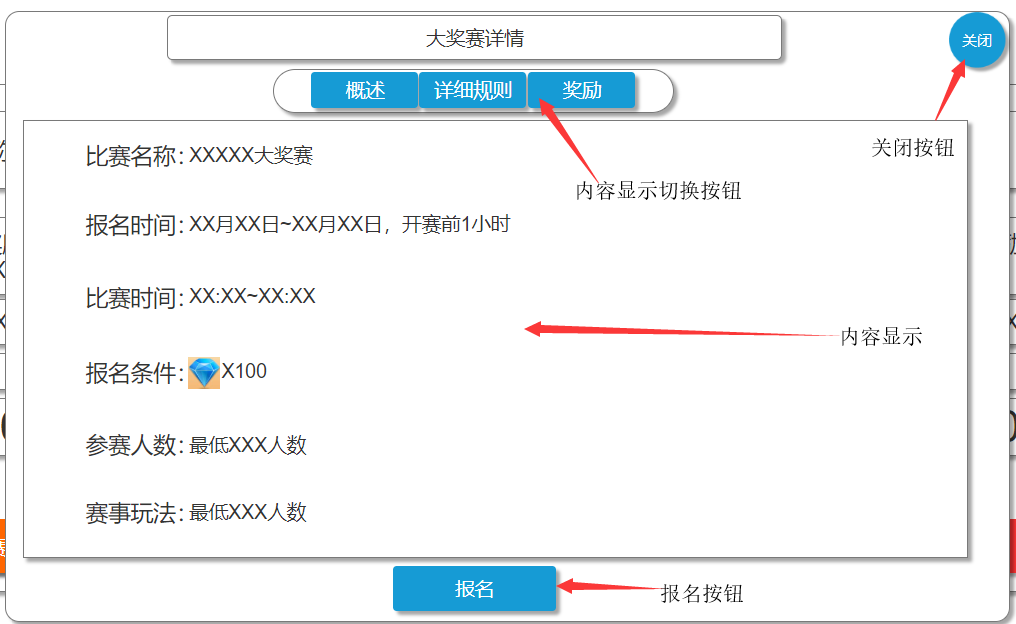 大奖赛详情
关闭
概述 详细规则 奖励
关闭按钮
比赛名称: XXXXX大奖赛
内容显示切换按钮
报名时间: XX月XX日~XX月XX日，开赛前1小时
比赛时间: XX:XX~XX:XX
内容显示
报名条件: X100
参赛人数: 最低XXX人数
赛事玩法: 最低XXX人数
报名
报名按钮